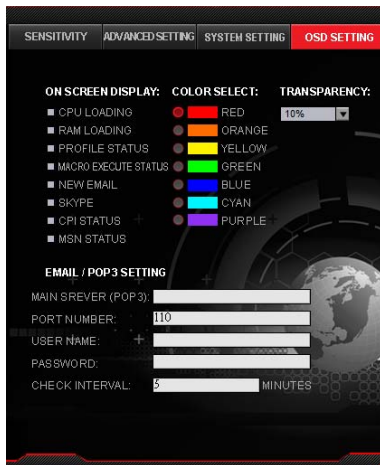 SENSITIVITY ADVANCED SETTING SYSTEM SETTING OSD SETTING
ON SCREEN DISPLAY: COLOR SELECT: TRANSPARENCY:
CPU LOADING RED 10%
RAM LOADING ORANGE
PROFILE STATUS YELLOW
MACRO EXECUTE STATUS GREEN
NEW EMAIL BLUE
SKYPE CYAN
CPI STATUS PURPLE
MSN STATUS
EMAIL / POP3 SETTING
MAIN SREVER (POP3):
PORT NUMBER: 110
USER NAME:
PASSWORD:
CHECK INTERVAL: 5 MINUTES